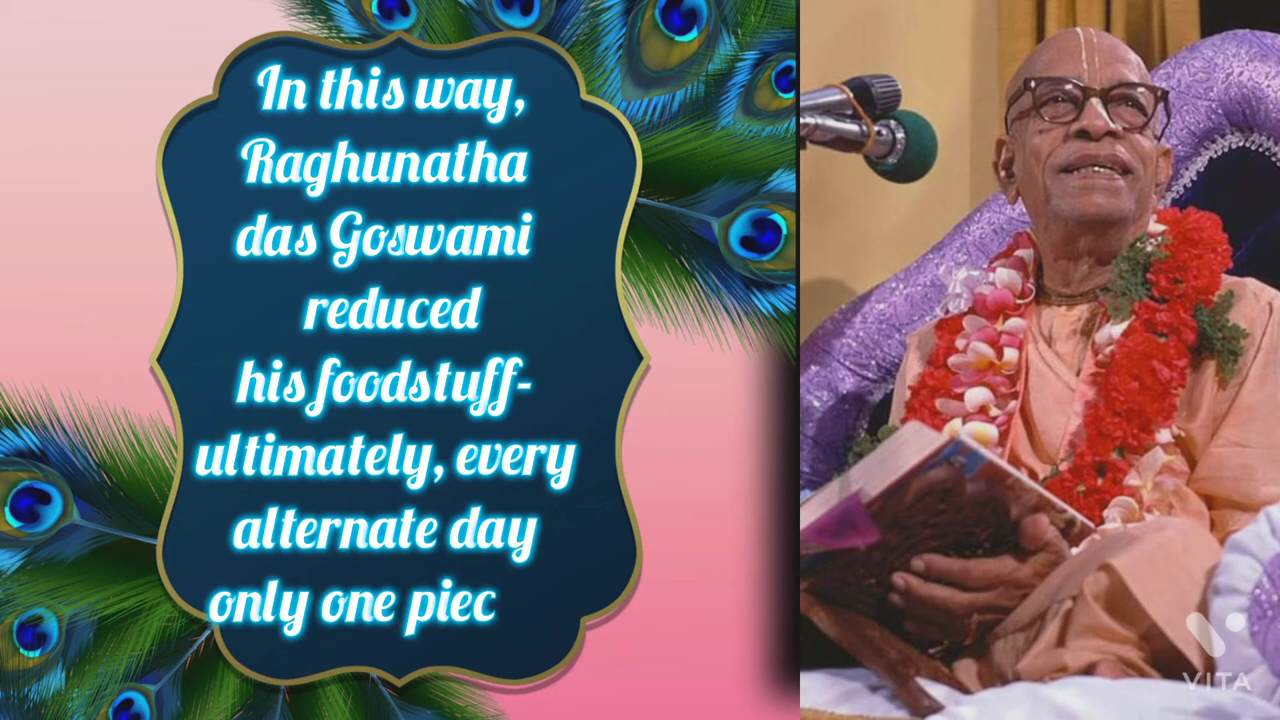 In this way,
Raghunatha
das Goswami
reduced
his foodstuff-
ultimately, every
alternate day
only one piec
VITA